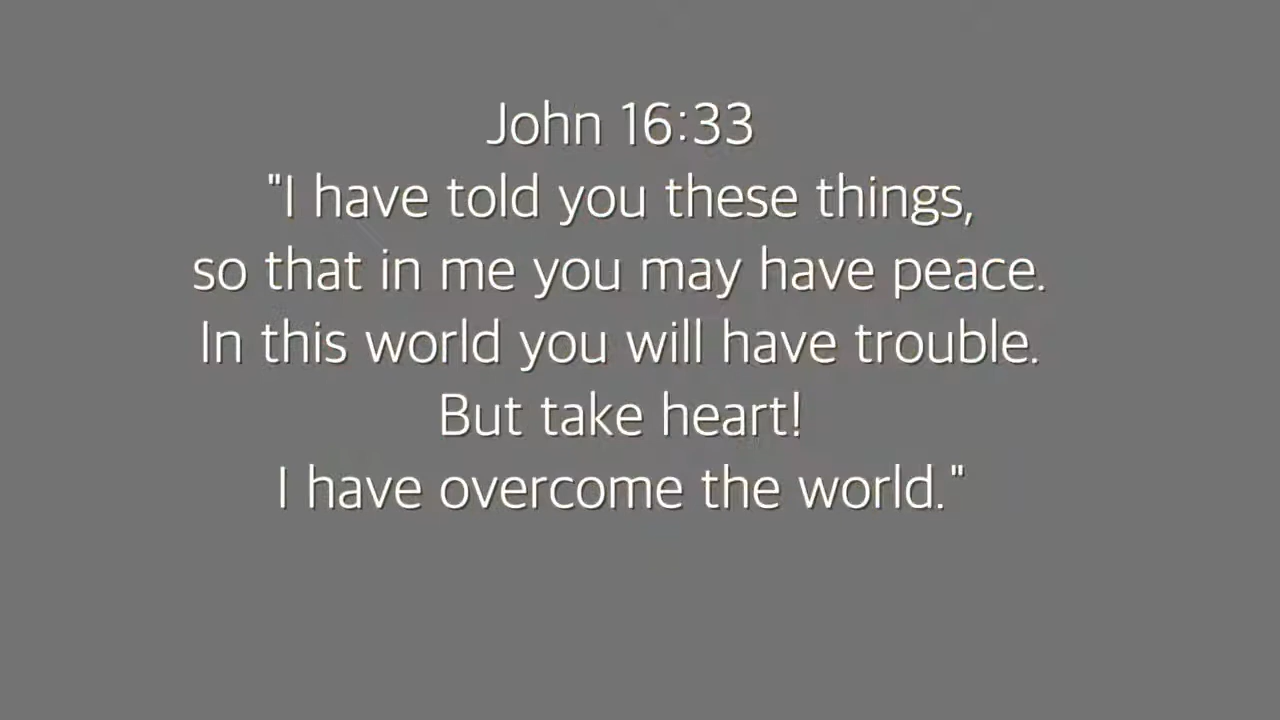 John 16:33
"I have told you these things,
so that in me you may have peace.
In this world you will have trouble.
But take heart!
I have overcome the world."